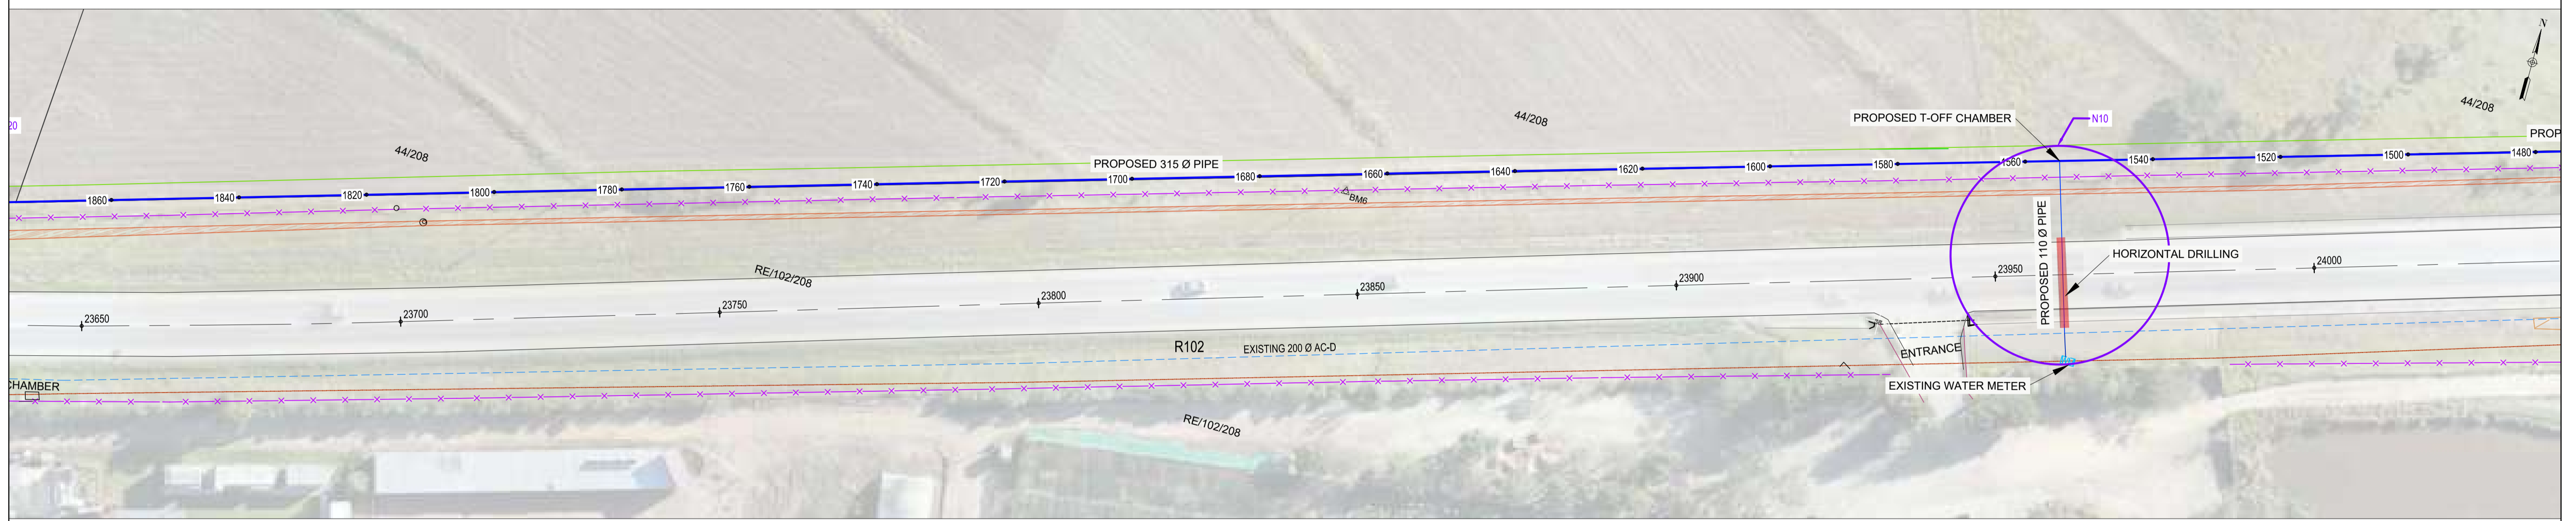 N
20
44/208
44/208
44/208
PROPOSED T-OFF CHAMBER
N10
PROP
PROPOSED 315 Ø PIPE
1860
1840
1820
1800
1780
1760
1740
1720
1700
1680
1660
1640
1620
1600
1580
1560
1540
1520
1500
1480
BM6
PROPOSED 110 Ø PIPE
HORIZONTAL DRILLING
RE/102/208
23650
23700
23750
23800
23850
23900
23950
24000
R102
EXISTING 200 Ø AC-D
ENTRANCE
CHAMBER
EXISTING WATER METER
RE/102/208